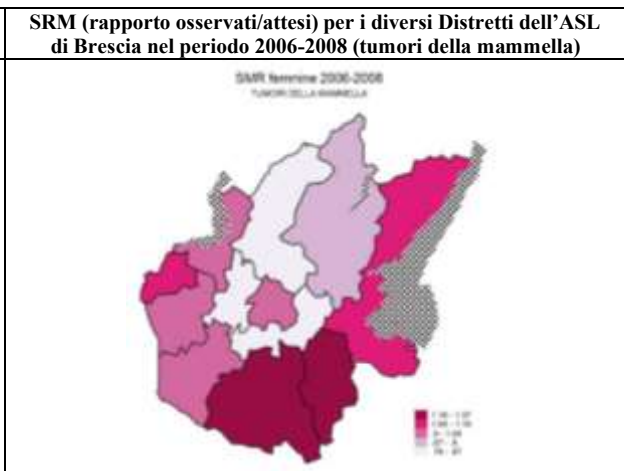 SRM (rapporto osservati/attesi) per i diversi Distretti dell'ASL
di Brescia nel periodo 2006-2008 (tumori della mammella)
SMR femmine 2006-2008
TUMORI DELLA MAMMELLA